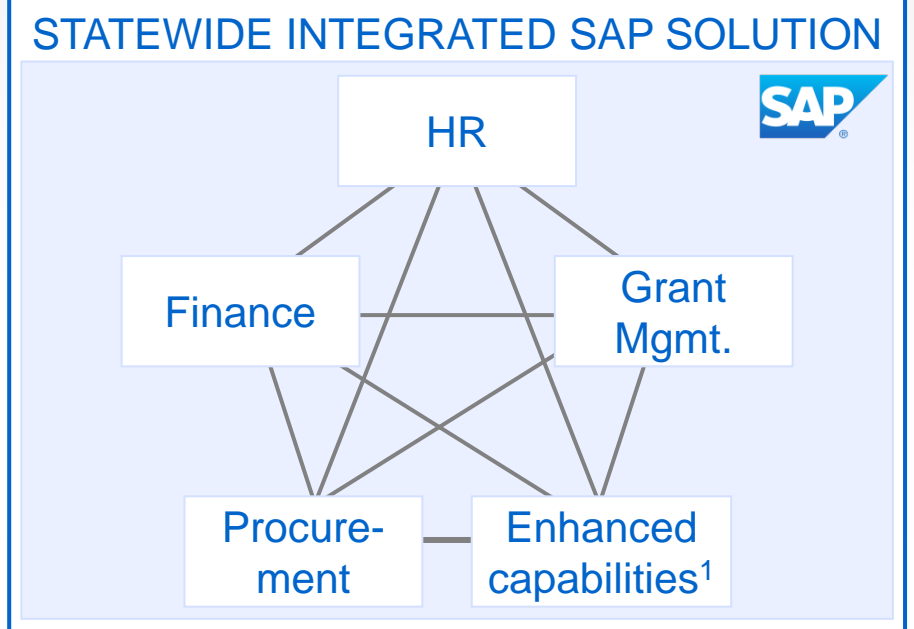 STATEWIDE INTEGRATED SAP SOLUTION
SAP®
HR
Finance
Grant
Mgmt.
Procure-
ment
Enhanced
capabilities¹